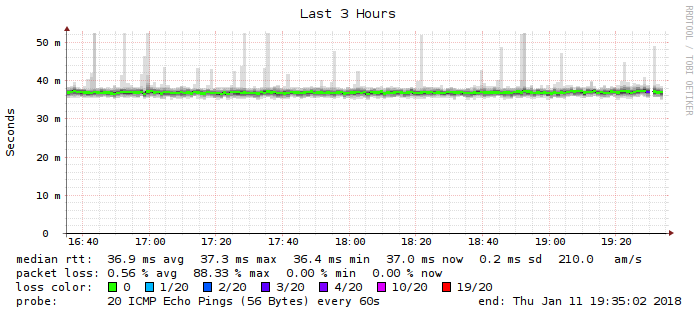 Last 3 Hours
RRDTOOL / TOBI OETIKER
Seconds
50 m
40 m
30 m
20 m
10 m
0
16:40 17:00 17:20 17:40 18:00 18:20 18:40 19:00 19:20
median rtt: 36.9 ms avg 37.3 ms max 36.4 ms min 37.0 ms now 0.2 ms sd 210.0 am/s
packet loss: 0.56 % avg 88.33 % max 0.00 % min 0.00 % now
loss color: 0 1/20 2/20 3/20 4/20 10/20 19/20
probe: 20 ICMP Echo Pings (56 Bytes) every 60s end: Thu Jan 11 19:35:02 2018